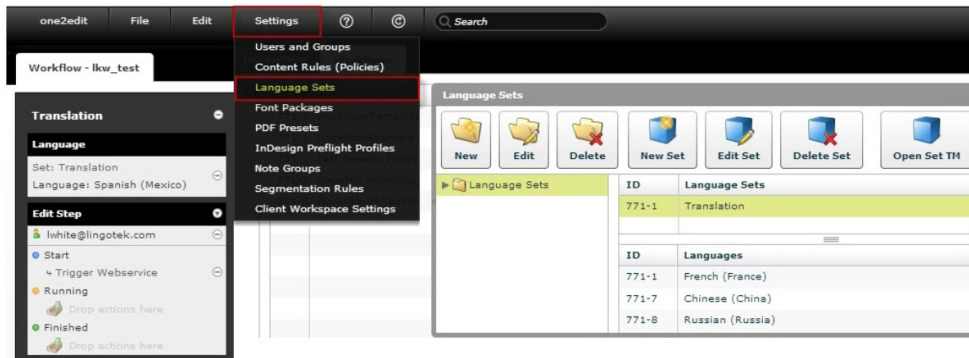 one2edit File Edit Settings ? © Search
Workflow - lkw_test
Users and Groups
Content Rules (Policies)
Language Sets
Font Packages
PDF Presets
InDesign Preflight Profiles
Note Groups
Segmentation Rules
Client Workspace Settings
Translation
Language
Set: Translation
Language: Spanish (Mexico)
Edit Step
lwhite@lingotek.com
Start
Trigger Webservice
Running
Drop actions here
Finished
Drop actions here
Language Sets
New Edit Delete New Set Edit Set Delete Set Open Set TM
Language Sets
ID Language Sets
771-1 Translation
ID Languages
771-1 French (France)
771-7 Chinese (China)
771-8 Russian (Russia)